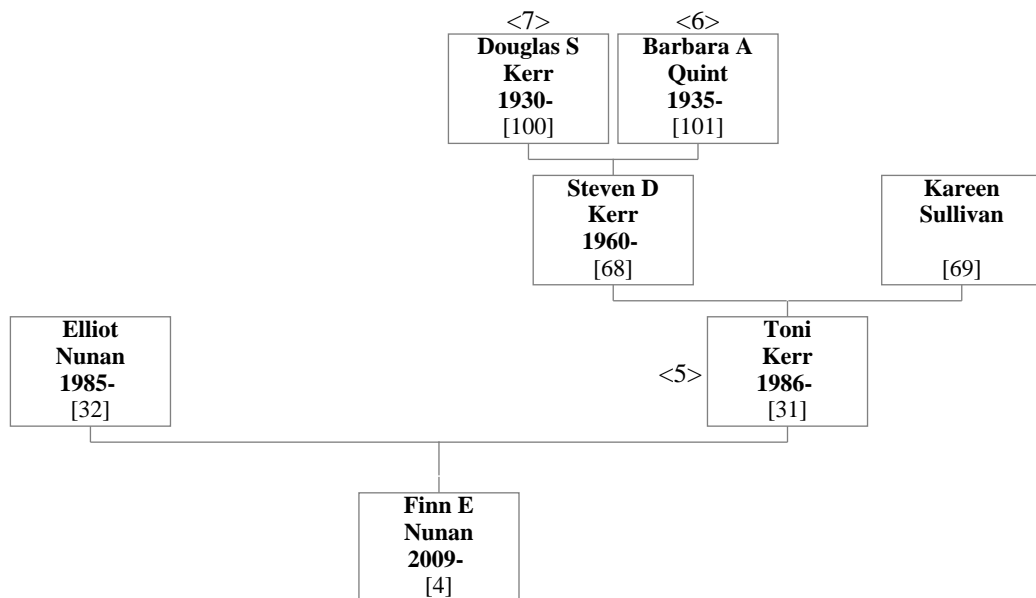 <7>
Douglas S
Kerr
1930-
[100]
<6>
Barbara A
Quint
1935-
[101]
Steven D
Kerr
1960-
[68]
Kareen
Sullivan
[69]
Elliot
Nunan
1985-
[32]
<5>
Toni
Kerr
1986-
[31]
Finn E
Nunan
2009-
[4]